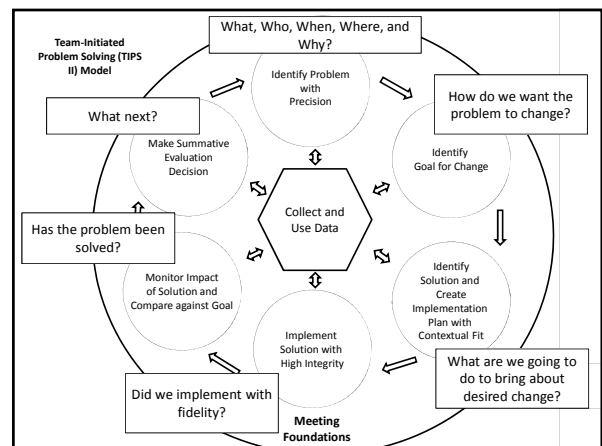 Team-Initiated
Problem Solving (TIPS
II) Model
What, Who, When, Where, and
Why?
Identify Problem
with
Precision
How do we want the
problem to change?
Identify
Goal for Change
Identify
Solution and
Create
Implementation
Plan with
Contextual Fit
What are we going to
do to bring about
desired change?
Implement
Solution with
High Integrity
Did we implement with
fidelity?
Monitor Impact
of Solution and
Compare against Goal
Has the problem been
solved?
Make Summative
Evaluation
Decision
What next?
Collect and
Use Data
Meeting
Foundations